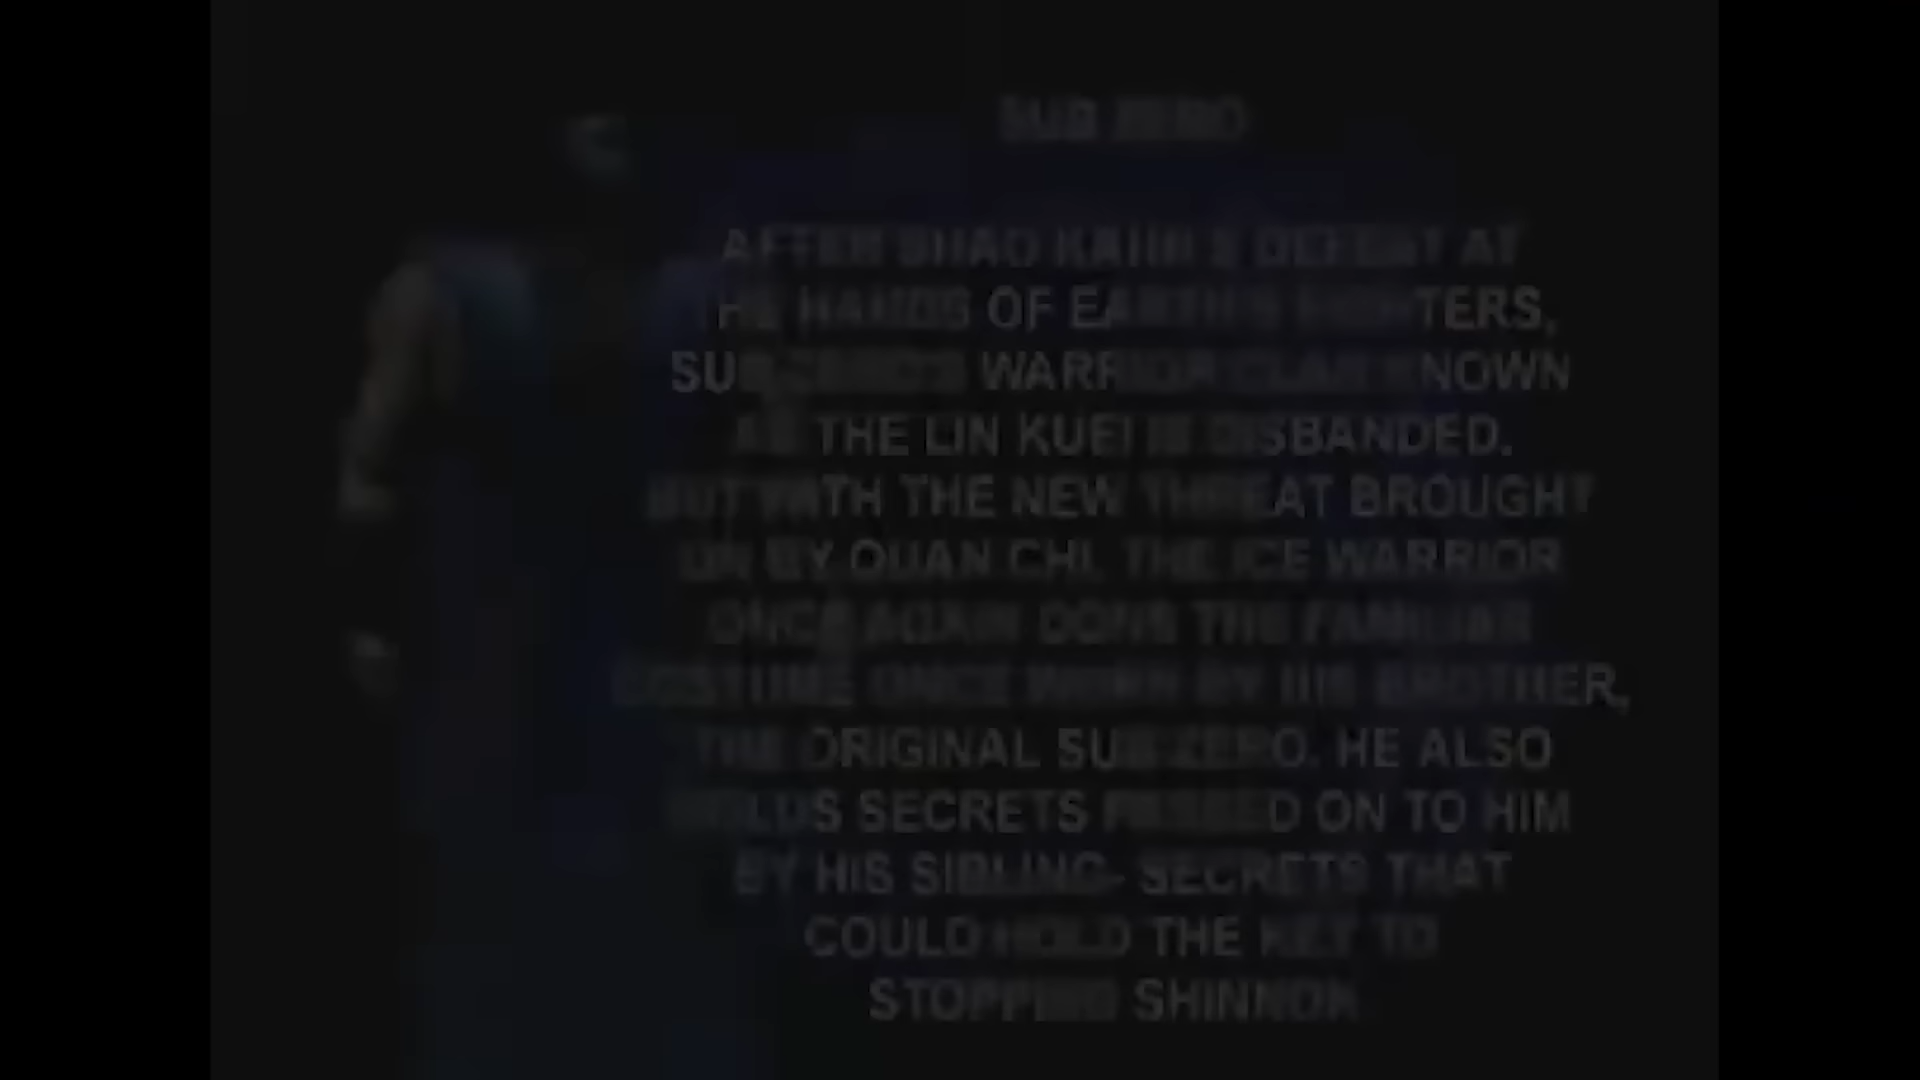 SUB ZERO
AFTER SHAO KAHN'S DEFEAT AT
THE HANDS OF EARTH'S FIGHTERS,
SUB-ZERO'S WARRIOR CLAN KNOWN
AS THE LIN KUEI IS DISBANDED.
BUT WITH THE NEW THREAT BROUGHT
ON BY QUAN CHI, THE ICE WARRIOR
ONCE AGAIN DONS THE FAMILIAR
COSTUME ONCE WORN BY HIS BROTHER,
THE ORIGINAL SUB-ZERO. HE ALSO
HOLDS SECRETS PASSED ON TO HIM
BY HIS SIBLING- SECRETS THAT
COULD HOLD THE KEY TO
STOPPING SHINNOK